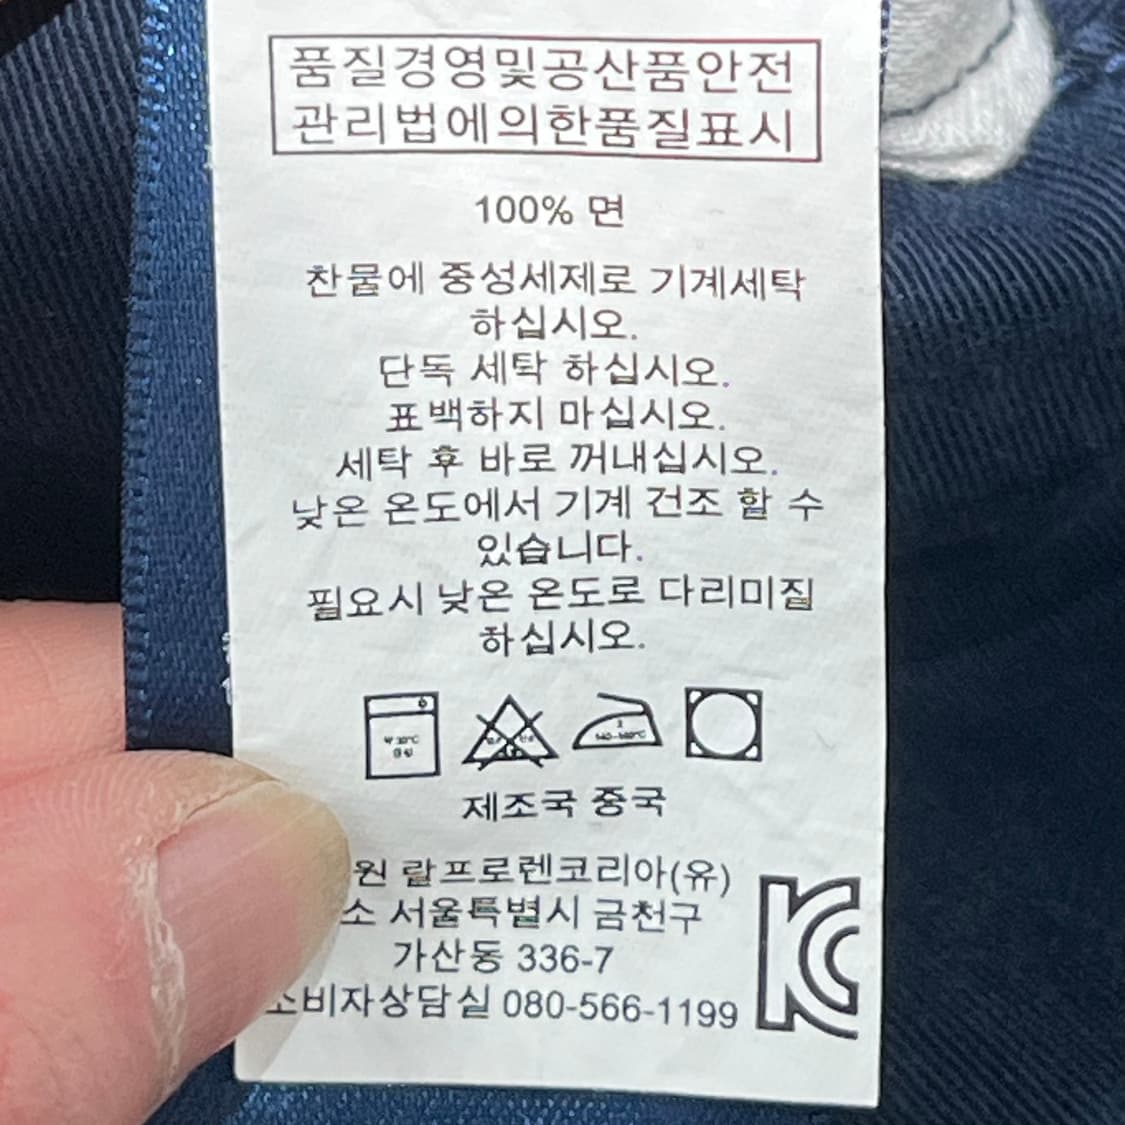 품질경영및공산품안전
관리법에의한품질표시
100% 면
찬물에 중성세제로 기계세탁
하십시오.
단독 세탁 하십시오.
표백하지 마십시오.
세탁 후 바로 꺼내십시오.
낮은 온도에서 기계 건조 할 수
있습니다.
필요시 낮은 온도로 다리미질
하십시오.
제조국 중국
원 랄프로렌코리아(유)
소 서울특별시 금천구
가산동 336-7
소비자상담실 080-566-1199